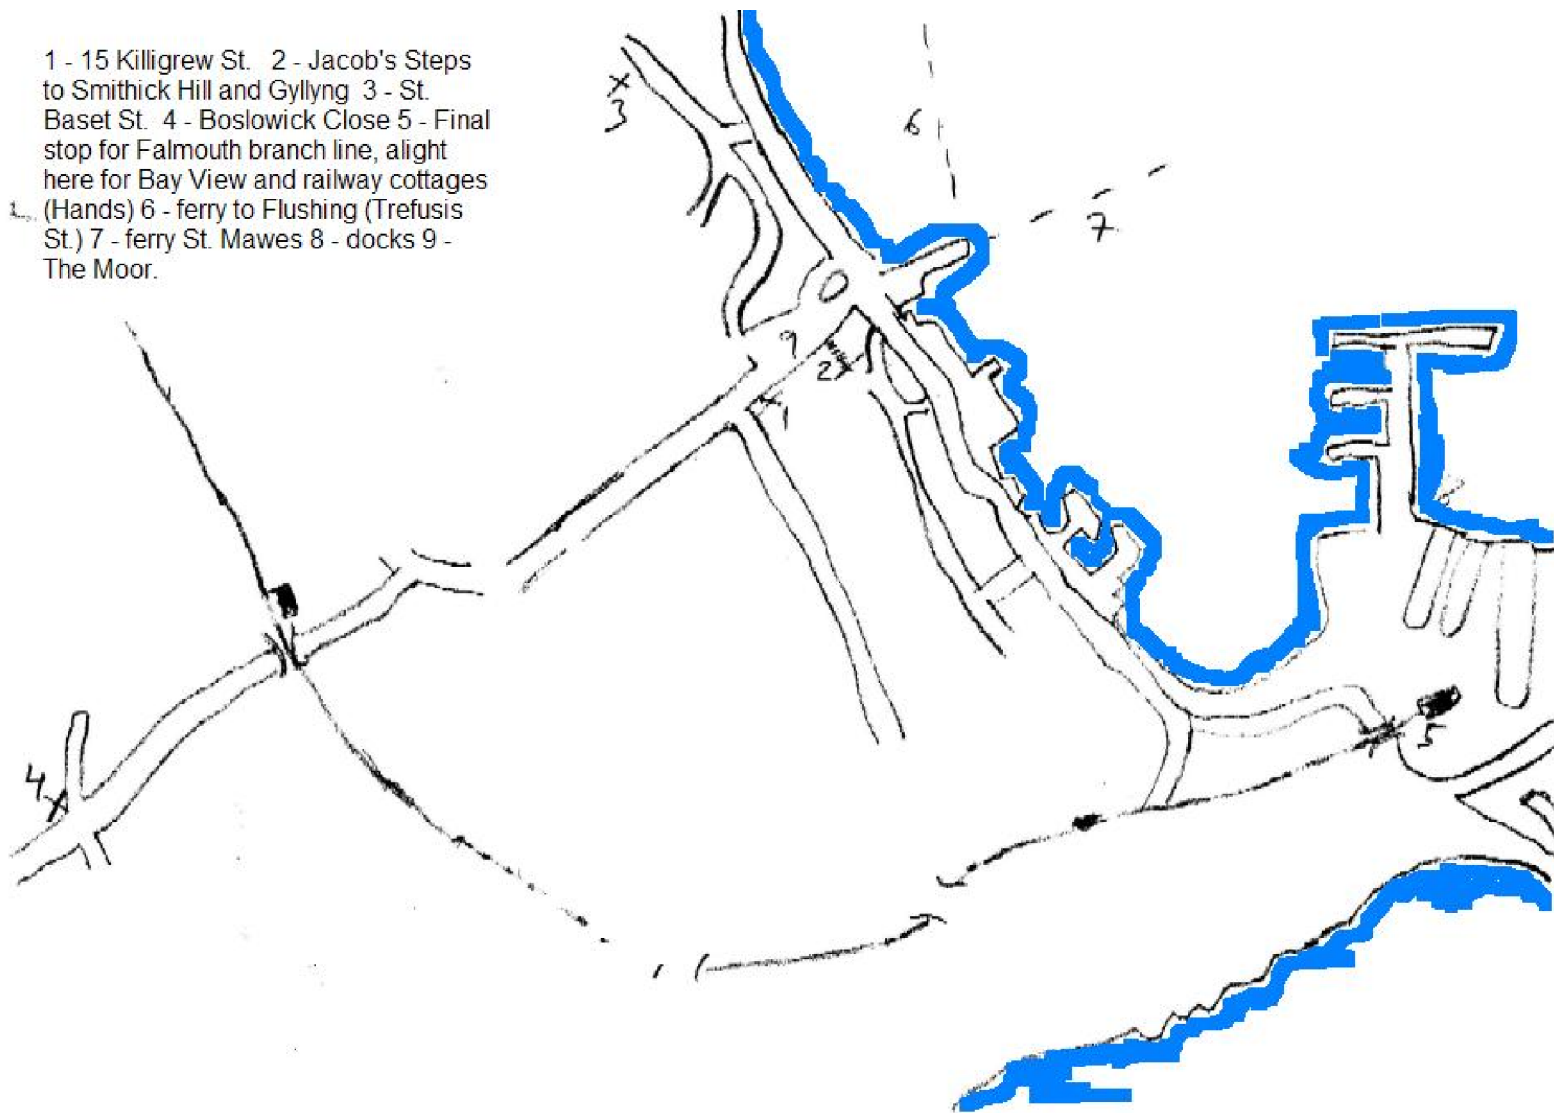 1 - 15 Killigrew St.   2 - Jacob's Steps
to Smithick Hill and Gyllyng  3 - St.
Baset St.  4 - Boslowick Close 5 - Final
stop for Falmouth branch line, alight
here for Bay View and railway cottages
(Hands) 6 - ferry to Flushing (Trefusis
St.) 7 - ferry St. Mawes 8 - docks 9 -
The Moor.
3
6
7
9
2
1
8
4
5